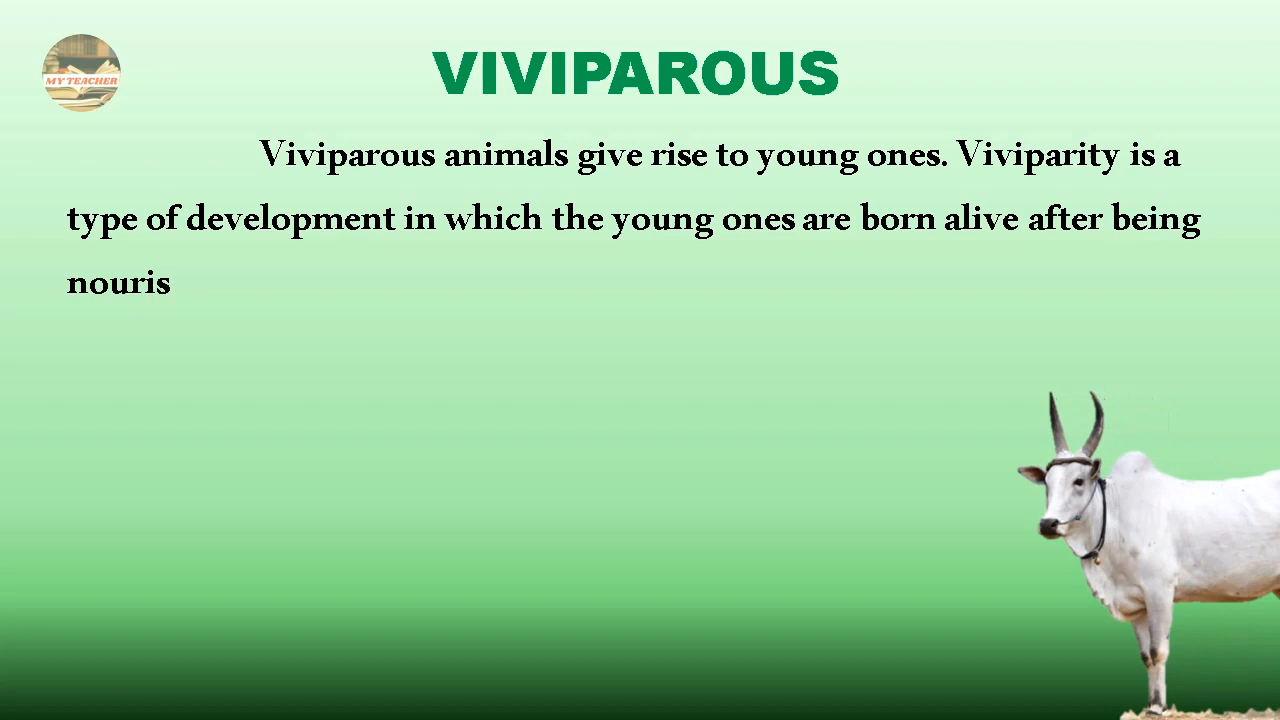 MY TEACHER
VIVIPAROUS
Viviparous animals give rise to young ones. Viviparity is a
type of development in which the young ones are born alive after being
nouris